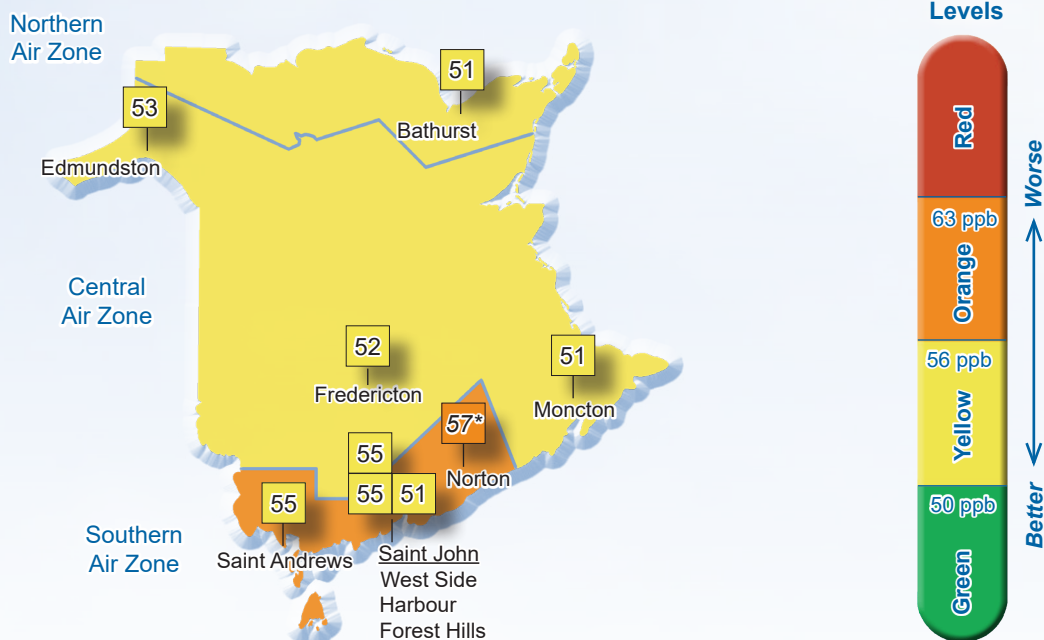 Northern
Air Zone
51
53
Bathurst
Edmundston
Central
Air Zone
52
Fredericton
51
Moncton
57*
Norton
55
55
51
55
Saint Andrews
Southern
Air Zone
Saint John
West Side
Harbour
Forest Hills
Levels
Red
63 ppb
Orange
56 ppb
Yellow
50 ppb
Green
Worse
Better